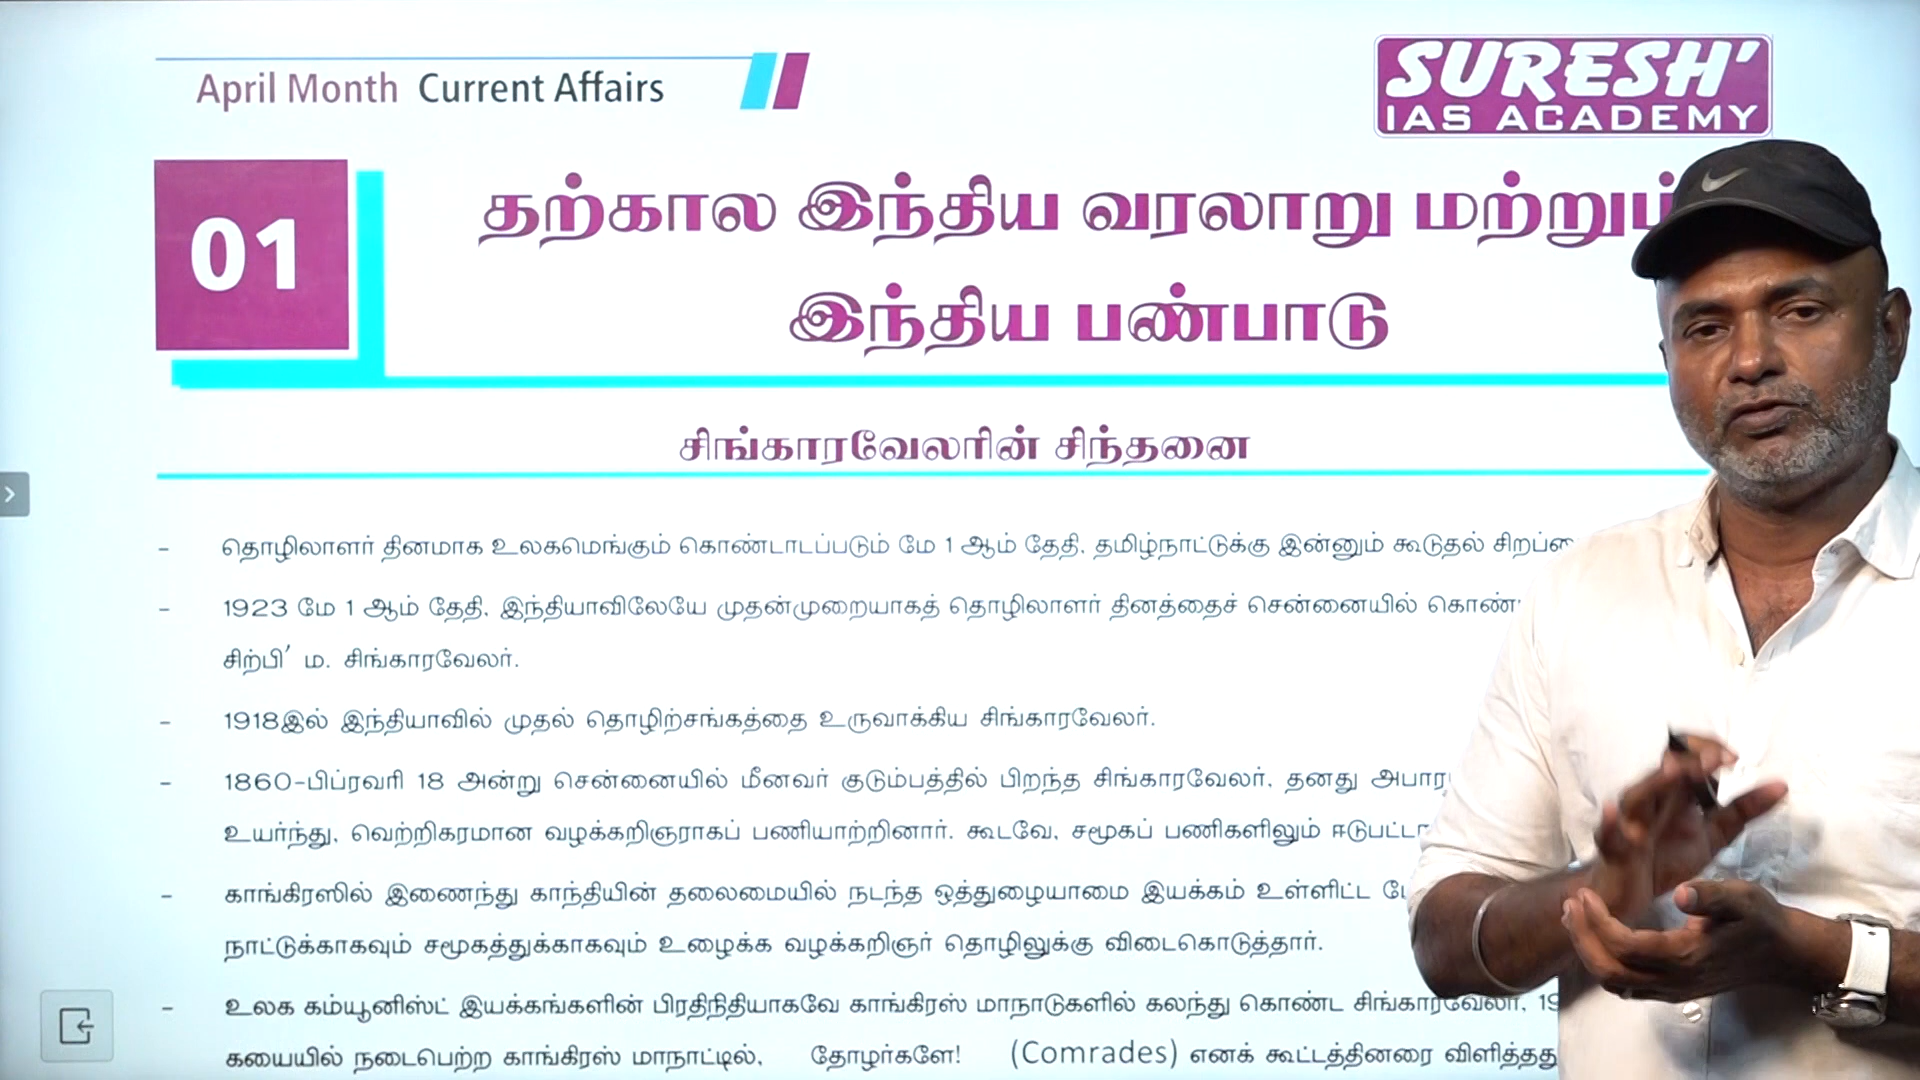 April Month Current Affairs
SURESH'
IAS ACADEMY
01
தற்கால இந்திய வரலாறு மற்றும்
இந்திய பண்பாடு
சிங்காரவேலரின் சிந்தனை
- தொழிலாளர் தினமாக உலகமெங்கும் கொண்டாடப்படும் மே 1 ஆம் தேதி, தமிழ்நாட்டுக்கு இன்னும் கூடுதல்
- 1923 மே 1 ஆம் தேதி, இந்தியாவிலேயே முதன்முறையாகத் தொழிலாளர் தினத்தைச் சென்னையில்
சிற்பி' ம. சிங்காரவேலர்.
- 1918இல் இந்தியாவில் முதல் தொழிற்சங்கத்தை உருவாக்கிய சிங்காரவேலர்.
- 1860-பிப்ரவரி 18 அன்று சென்னையில் மீனவர் குடும்பத்தில் பிறந்த சிங்காரவேலர், தனது
உயர்ந்து, வெற்றிகரமான வழக்கறிஞராகப் பணியாற்றினார். கூடவே, சமூகப் பணிகளிலும்
- காங்கிரஸில் இணைந்து காந்தியின் தலைமையில் நடந்த ஒத்துழையாமை இயக்கம் உள்ளிட்ட
நாட்டுக்காகவும் சமூகத்துக்காகவும் உழைக்க வழக்கறிஞர் தொழிலுக்கு விடைகொடுத்தார்.
- உலக கம்யூனிஸ்ட் இயக்கங்களின் பிரதிநிதியாகவே காங்கிரஸ் மாநாடுகளில் கலந்து கொண்ட சிங்காரவேலர்,
கயையில் நடைபெற்ற காங்கிரஸ் மாநாட்டில், தோழர்களே! (Comrades) எனக் கூட்டத்தினரை